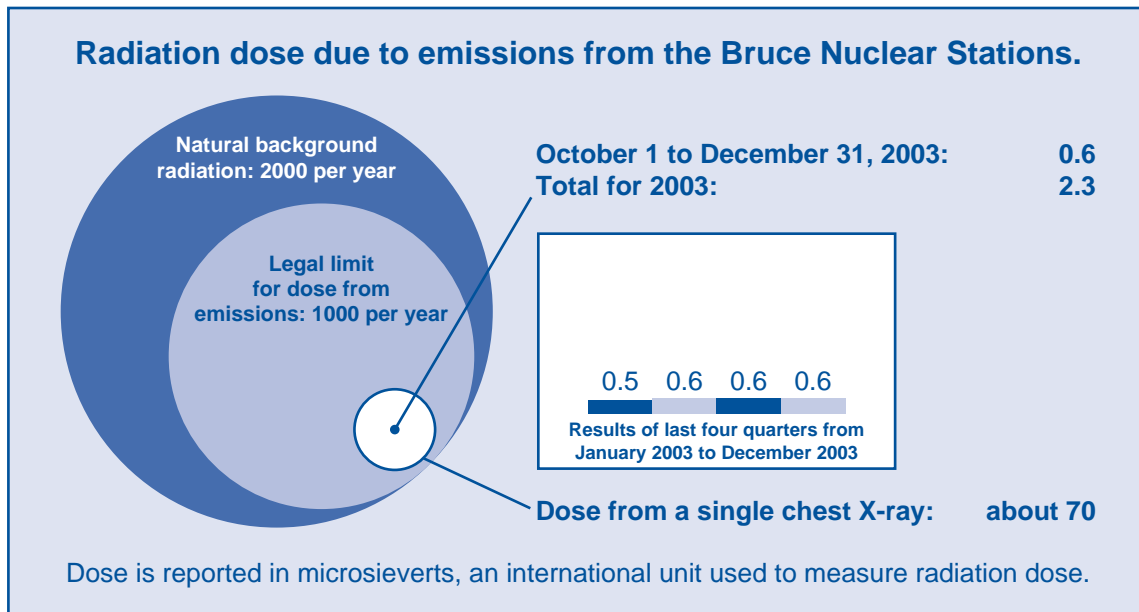 Radiation dose due to emissions from the Bruce Nuclear Stations.
Natural background
radiation: 2000 per year
Legal limit
for dose from
emissions: 1000 per year
October 1 to December 31, 2003: 0.6
Total for 2003: 2.3
0.5 0.6 0.6 0.6
Results of last four quarters from
January 2003 to December 2003
Dose from a single chest X-ray: about 70
Dose is reported in microsieverts, an international unit used to measure radiation dose.